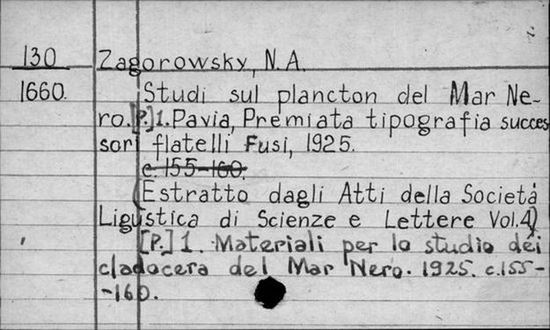 130 Zagorowsky, N.A.
1660. Studi sul plancton del Mar Ne-
ro.[P.]1.Pavia, Premiata tipografia succes
sori flatelli Fusi, 1925.
c. 155-160.
(Estratto dagli Atti della Società
Ligustica di Scienze e Lettere Vol.4)
[P.] 1. Materiali per lo studio dei
cladocera del Mar Nero. 1925. c.155-
-160.